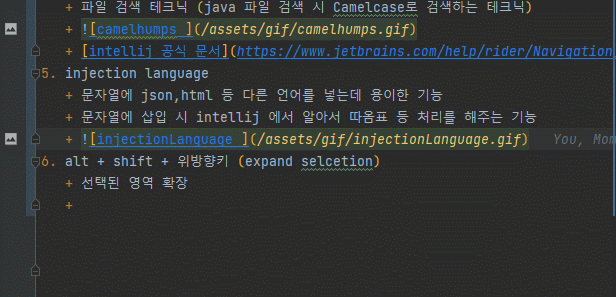 + 파일 검색 테크닉 (java 파일 검색 시 Camelcase로 검색하는 테크닉)
+ ![camelhumps ](/assets/gif/camelhumps.gif)
+ [intellij 공식 문서](https://www.jetbrains.com/help/rider/Navigation
5. injection language
+ 문자열에 json,html 등 다른 언어를 넣는데 용이한 기능
+ 문자열에 삽입 시 intellij 에서 알아서 따옴표 등 처리를 해주는 기능
+ ![injectionLanguage ](/assets/gif/injectionLanguage.gif) You, Mom
6. alt + shift + 위방향키 (expand selcetion)
+ 선택된 영역 확장
+